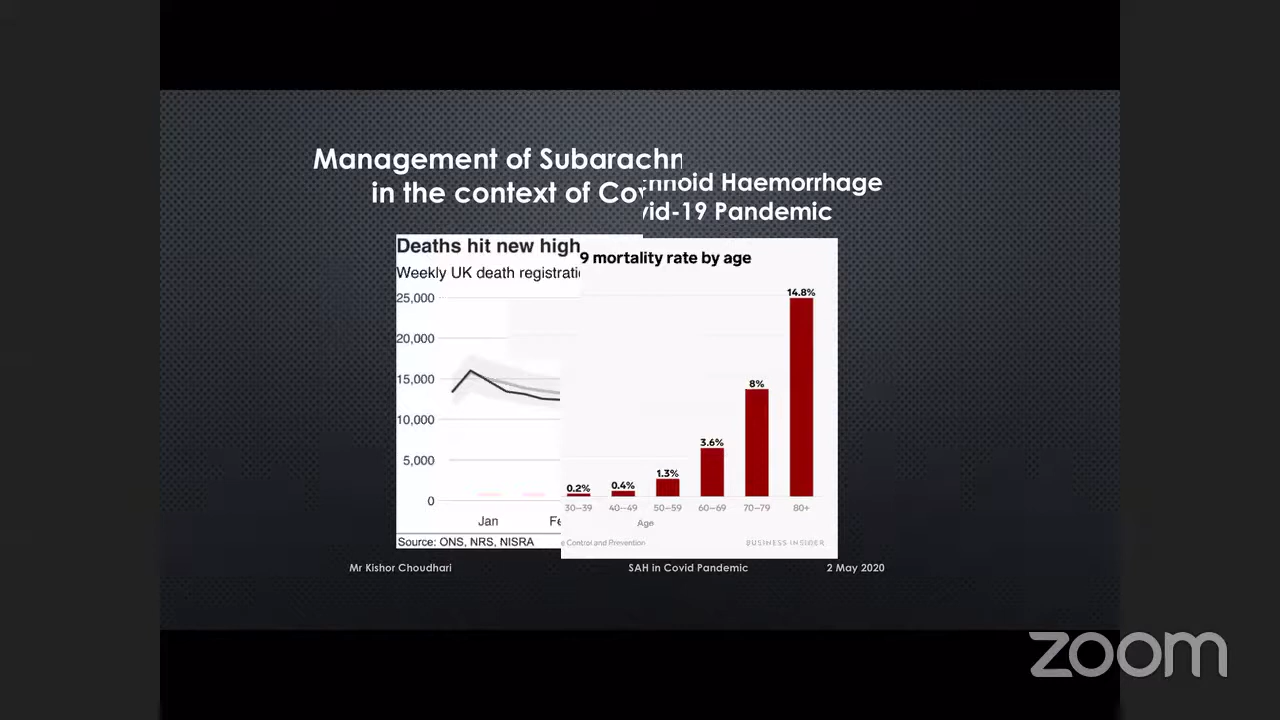 Management of Subarachn
in the context of Cov
nnoid Haemorrhage
vid-19 Pandemic
Deaths hit new high
Weekly UK death registrati
25,000
20,000
15,000
10,000
5,000
0
Jan
Fe
Source: ONS, NRS, NISRA
9 mortality rate by age
14.8%
8%
3.6%
1.3%
0.4%
0.2%
30–39 40–49 50–59 60–69 70–79 80+
Age
e Control and Prevention BUSINESS INSIDER
Mr Kishor Choudhari SAH in Covid Pandemic 2 May 2020
zoom